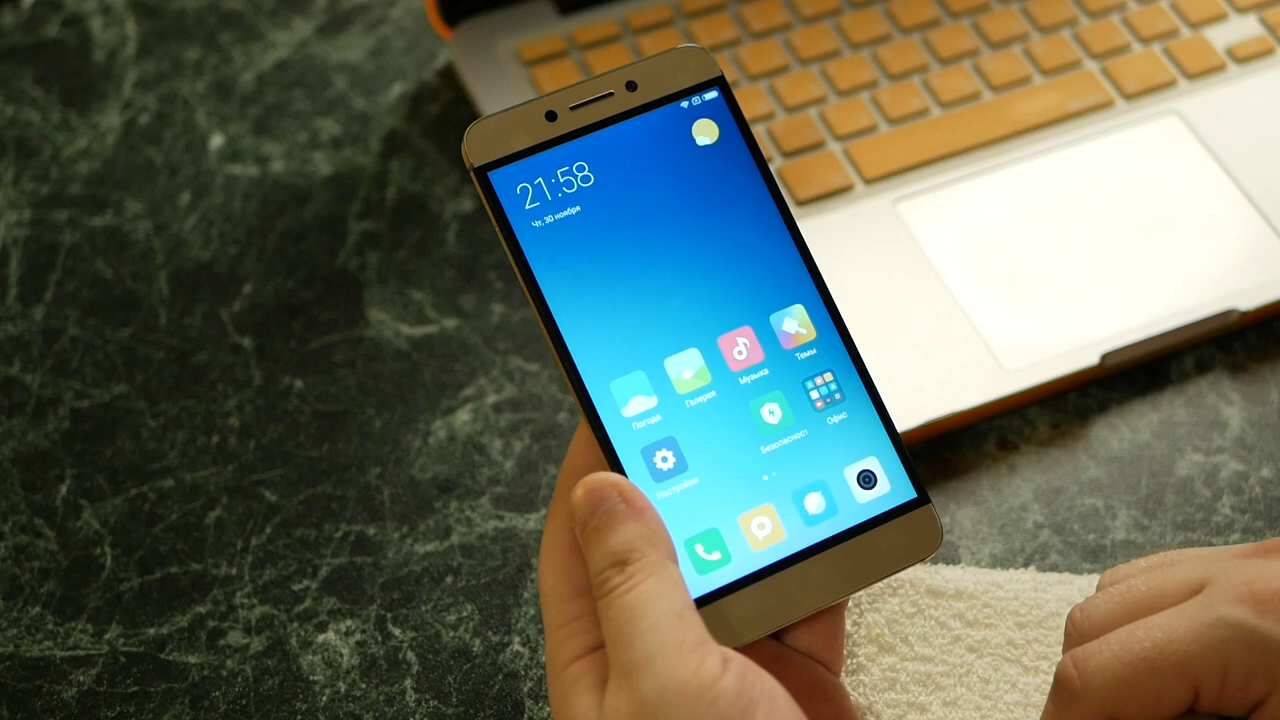 21:58
Чт, 30 ноября
Погода
Галерея
Музыка
Темы
Настройки
Безопасност
Офис